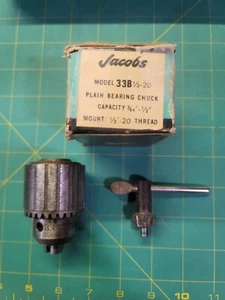 Jacobs
MODEL 33B½-20
PLAIN BEARING CHUCK
CAPACITY 5/64"-½"
MOUNT: ½"-20 THREAD